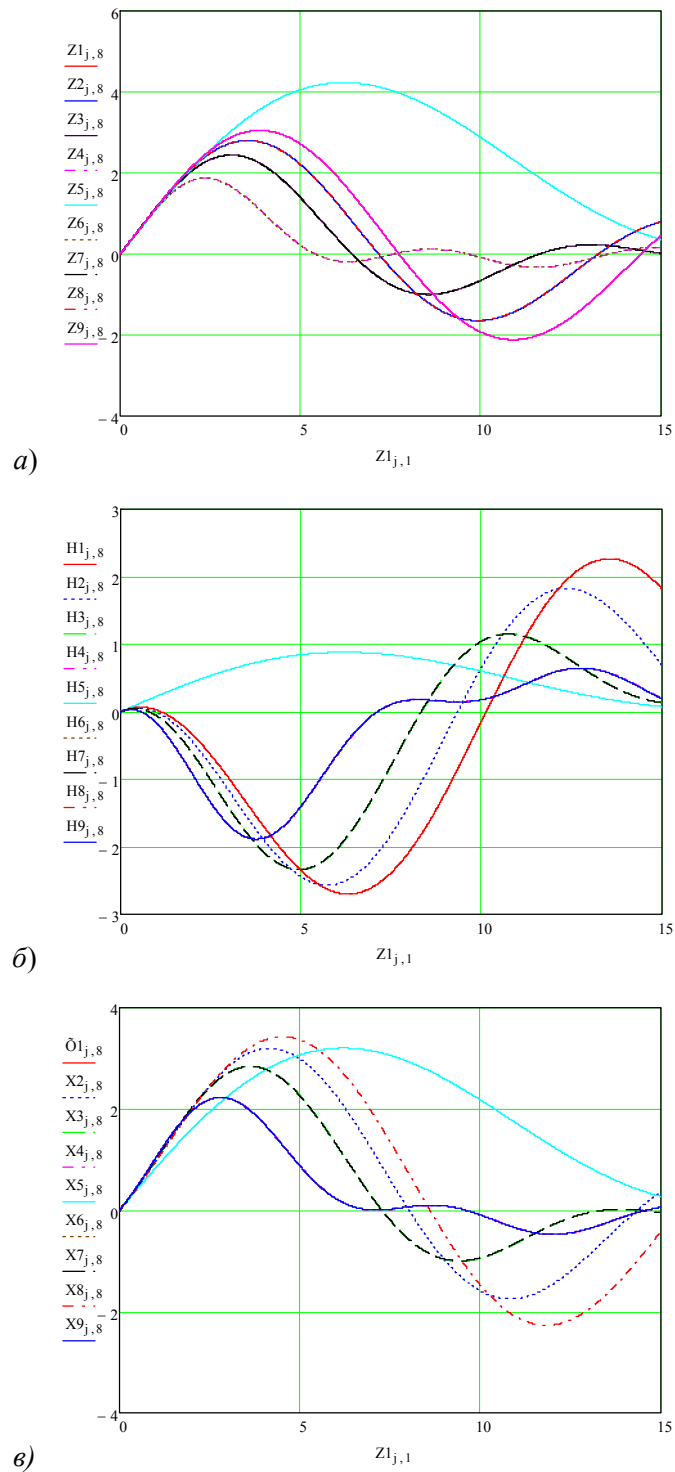 6
4
2
0
− 2
− 4
Z1j,8
Z2j,8
Z3j,8
Z4j,8
Z5j,8
Z6j,8
Z7j,8
Z8j,8
Z9j,8
0 5 10 15
Z1j,1
а)
3
2
1
0
− 1
− 2
− 3
H1j,8
H2j,8
H3j,8
H4j,8
H5j,8
H6j,8
H7j,8
H8j,8
H9j,8
0 5 10 15
Z1j,1
б)
4
2
0
− 2
− 4
Õ1j,8
X2j,8
X3j,8
X4j,8
X5j,8
X6j,8
X7j,8
X8j,8
X9j,8
0 5 10 15
Z1j,1
в)